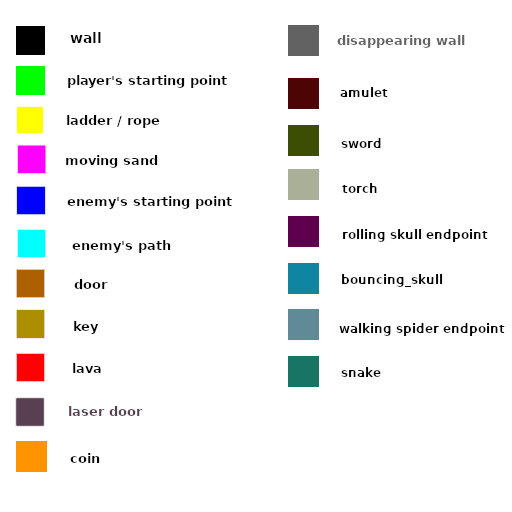 wall
player's starting point
ladder / rope
moving sand
enemy's starting point
enemy's path
door
key
lava
laser door
coin
disappearing wall
amulet
sword
torch
rolling skull endpoint
bouncing_skull
walking spider endpoint
snake